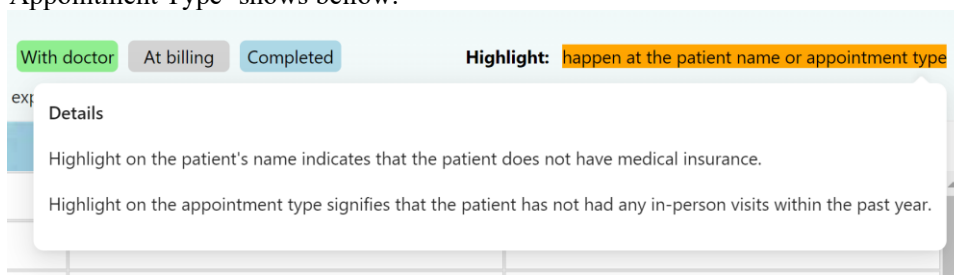 Appointment Type" shows bellow:
With doctor At billing Completed Highlight: happen at the patient name or appointment type
exp
Details
Highlight on the patient's name indicates that the patient does not have medical insurance.
Highlight on the appointment type signifies that the patient has not had any in-person visits within the past year.